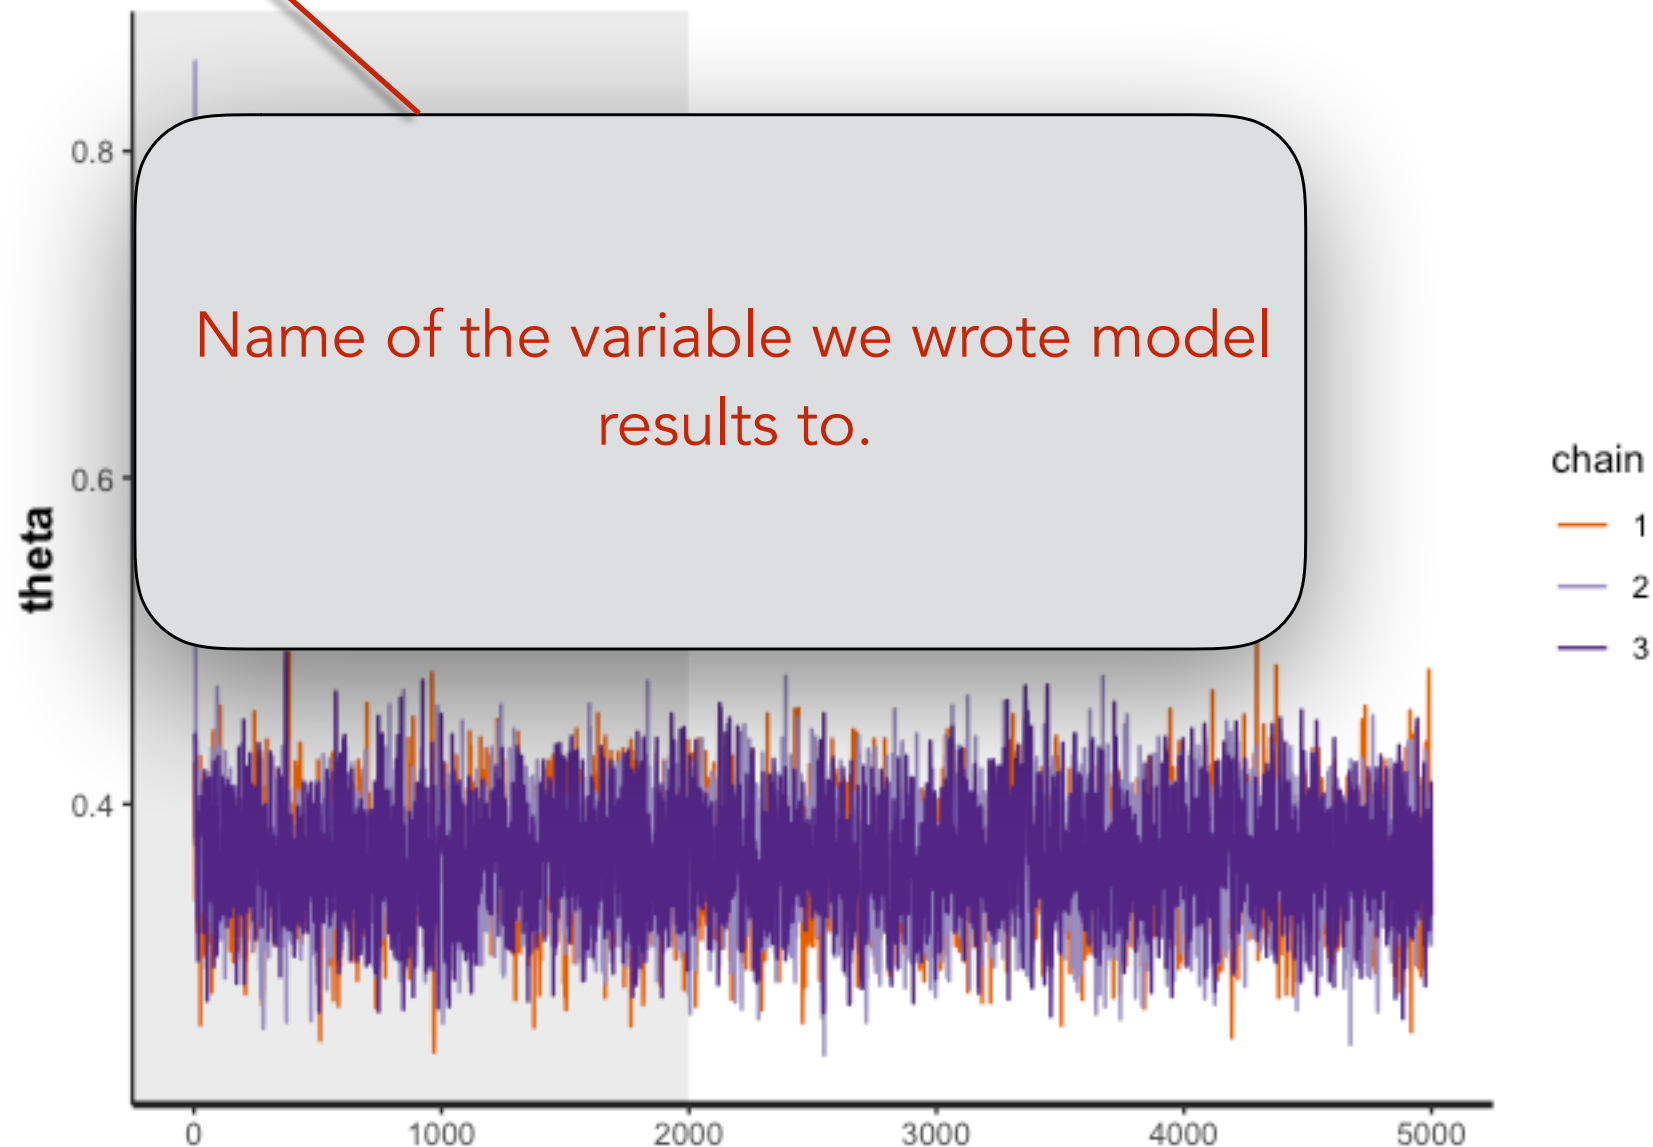 0.8
Name of the variable we wrote model
results to.
0.6
theta
chain
1
2
3
0.4
0 1000 2000 3000 4000 5000